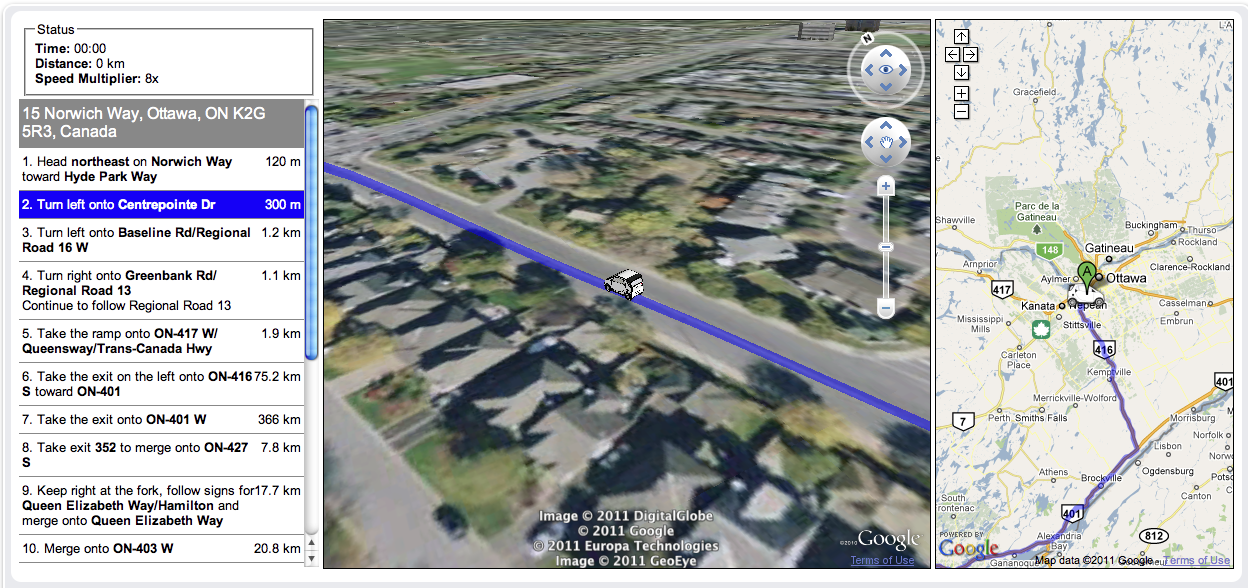 Status
Time: 00:00
Distance: 0 km
Speed Multiplier: 8x
15 Norwich Way, Ottawa, ON K2G
5R3, Canada
1. Head northeast on Norwich Way 120 m
toward Hyde Park Way
2. Turn left onto Centrepointe Dr 300 m
3. Turn left onto Baseline Rd/Regional 1.2 km
Road 16 W
4. Turn right onto Greenbank Rd/ 1.1 km
Regional Road 13
Continue to follow Regional Road 13
5. Take the ramp onto ON-417 W/ 1.9 km
Queensway/Trans-Canada Hwy
6. Take the exit on the left onto ON-416 75.2 km
S toward ON-401
7. Take the exit onto ON-401 W 366 km
8. Take exit 352 to merge onto ON-427 7.8 km
S
9. Keep right at the fork, follow signs for 17.7 km
Queen Elizabeth Way/Hamilton and
merge onto Queen Elizabeth Way
10. Merge onto ON-403 W 20.8 km
N
Image © 2011 DigitalGlobe
© 2011 Google
© 2011 Europa Technologies
Image © 2011 GeoEye
©2010 Google
Terms of Use
Gracefield
Parc de la
Gatineau
Shawville
148
Buckingham
Thurso
Rockland
Gatineau
Arnprior
Aylmer
A
Ottawa
Clarence-Rockland
417
Kanata
Nepean
Casselman
Mississippi
Mills
Stittsville
Embrun
Carleton
Place
416
Kemptville
401
Merrickville-Wolford
7
Perth
Smiths Falls
Morrisburg
Norfolk
Lisbon
Athens
Ogdensburg
Brockville
Canton
South
Frontenac
401
812
Alexandria
Bay
POWERED BY
Google
Map data ©2011 Google
Terms of Use
Gananoque